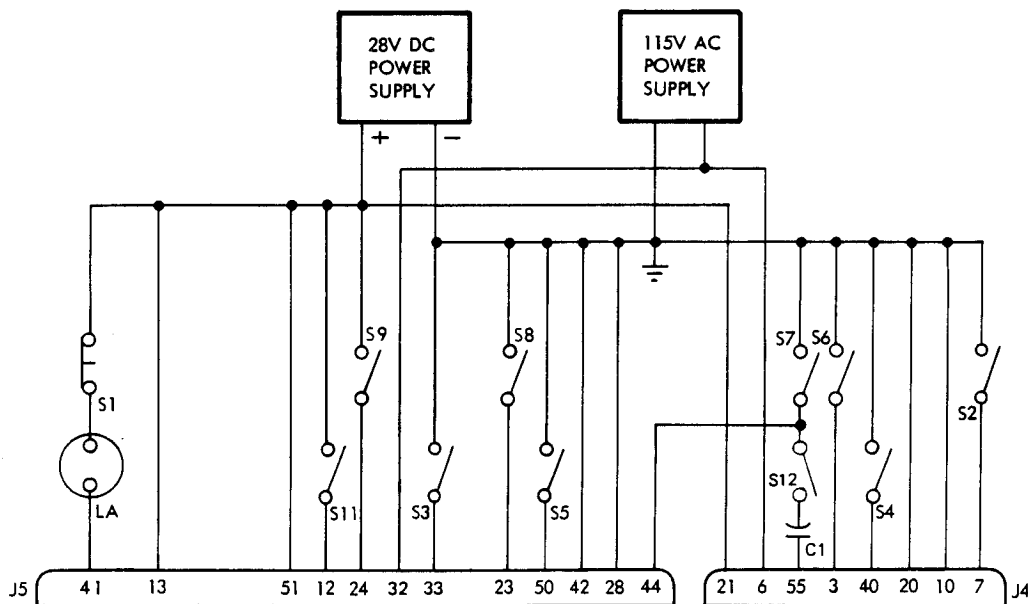 28V DC
POWER
SUPPLY
115V AC
POWER
SUPPLY
+
−
S9
S8
S7
S6
S1
S2
LA
S11
S3
S5
S12
S4
C1
J5
41
13
51
12
24
32
33
23
50
42
28
44
21
6
55
3
40
20
10
7
J4